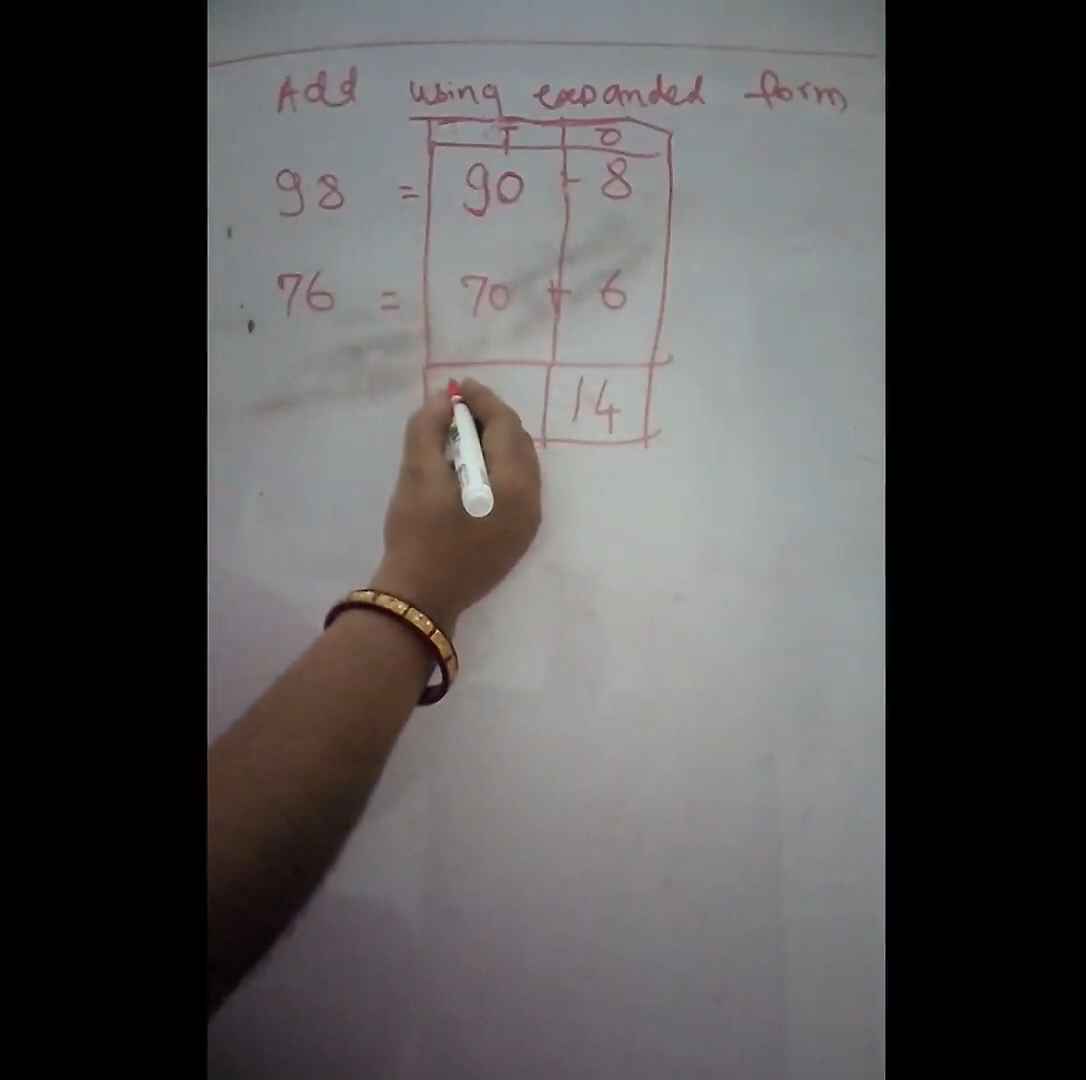 Add using expanded form
T O
98 = 90 + 8
76 = 70 + 6
14